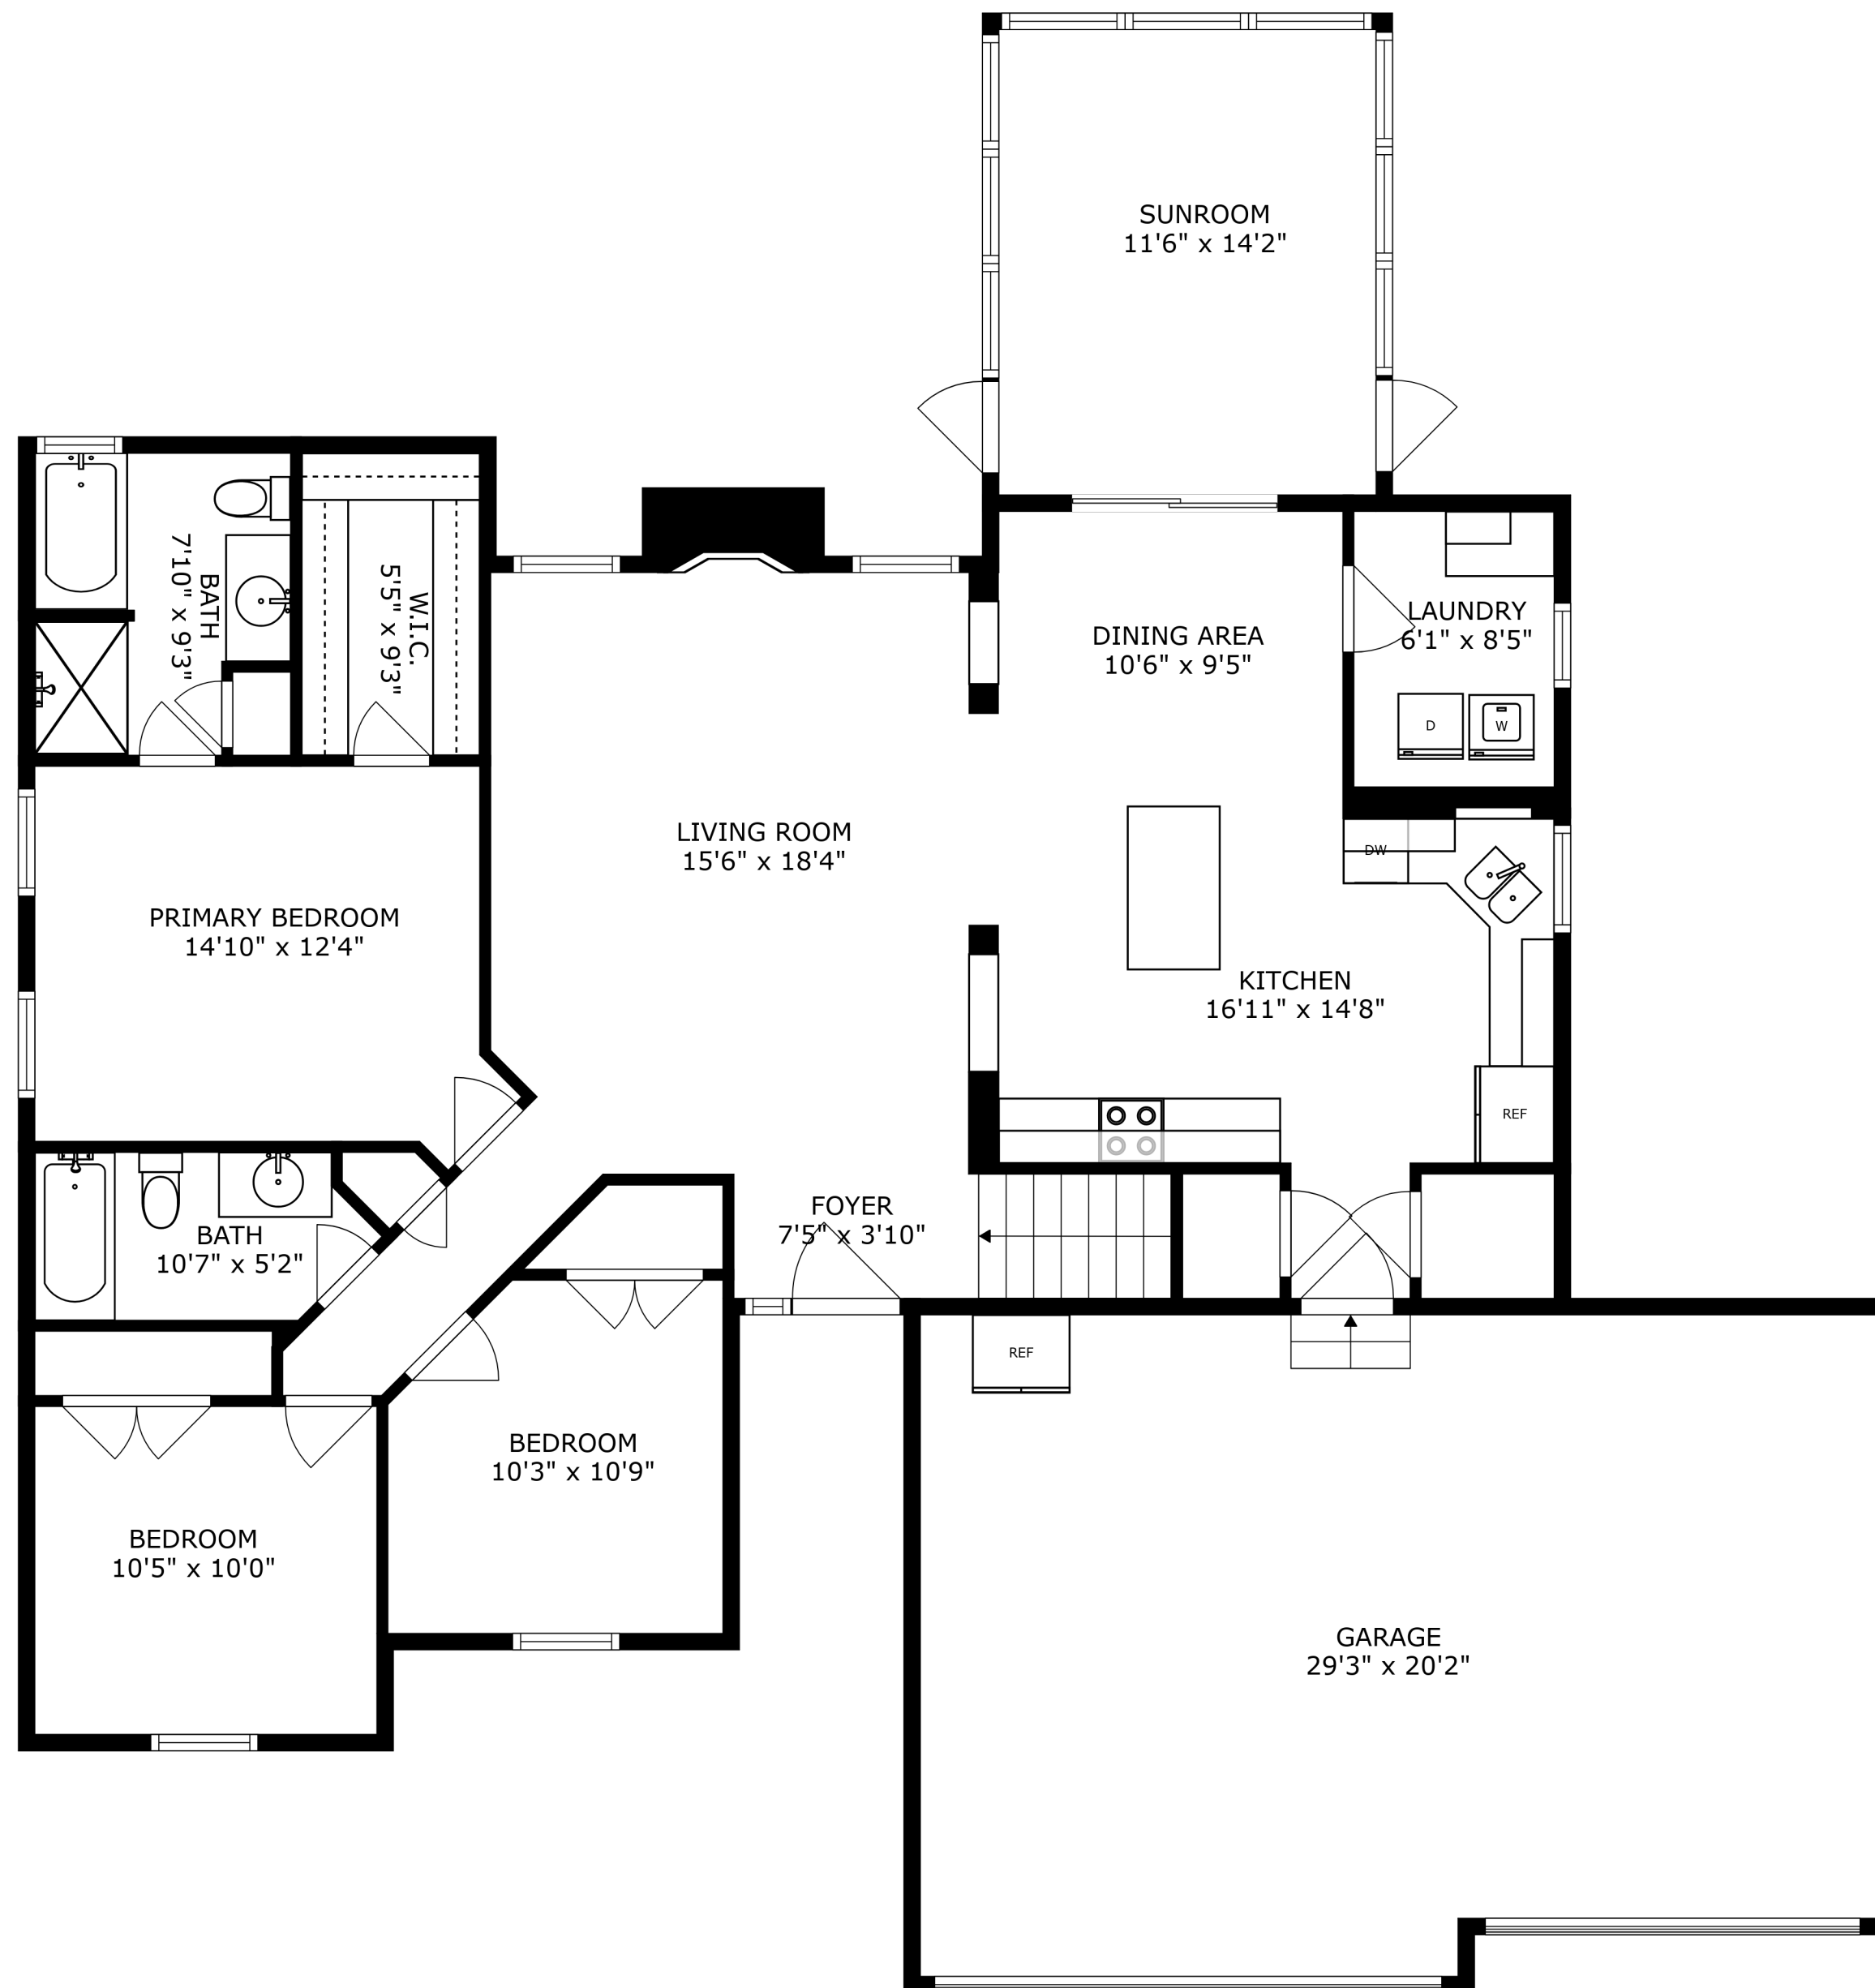 SUNROOM
11'6" x 14'2"
BATH
7'10" x 9'3"
W.I.C.
5'5" x 9'3"
DINING AREA
10'6" x 9'5"
LAUNDRY
6'1" x 8'5"
D
W
LIVING ROOM
15'6" x 18'4"
DW
PRIMARY BEDROOM
14'10" x 12'4"
KITCHEN
16'11" x 14'8"
REF
FOYER
7'5" x 3'10"
BATH
10'7" x 5'2"
REF
BEDROOM
10'3" x 10'9"
BEDROOM
10'5" x 10'0"
GARAGE
29'3" x 20'2"